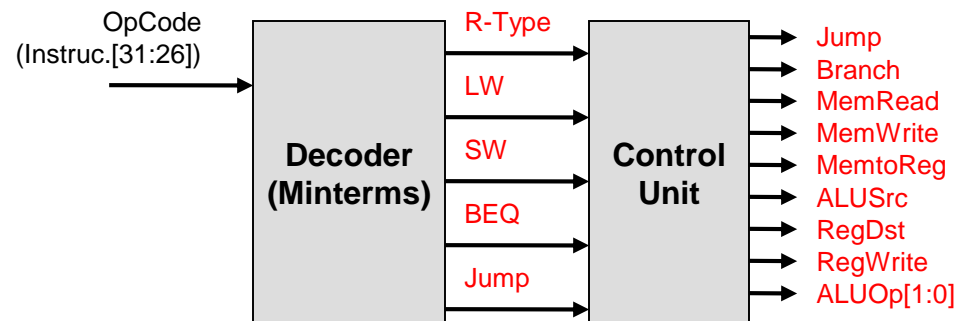 OpCode
(Instruc.[31:26])
Decoder
(Minterms)
R-Type
LW
SW
BEQ
Jump
Control
Unit
Jump
Branch
MemRead
MemWrite
MemtoReg
ALUSrc
RegDst
RegWrite
ALUOp[1:0]